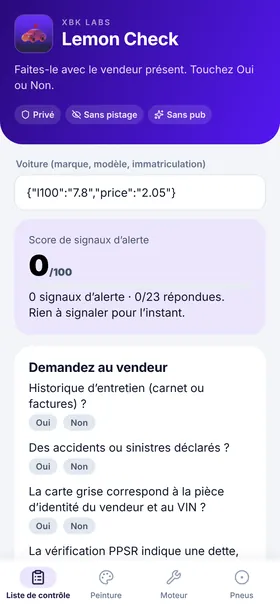 XBK LABS
Lemon Check
Faites-le avec le vendeur présent. Touchez Oui
ou Non.
Privé
Sans pistage
Sans pub
Voiture (marque, modèle, immatriculation)
{"l100":"7.8","price":"2.05"}
Score de signaux d’alerte
0/100
0 signaux d’alerte · 0/23 répondues.
Rien à signaler pour l’instant.
Demandez au vendeur
Historique d’entretien (carnet ou
factures) ?
Oui Non
Des accidents ou sinistres déclarés ?
Oui Non
La carte grise correspond à la pièce
d’identité du vendeur et au VIN ?
Oui Non
La vérification PPSR indique une dette,
Liste de contrôle
Peinture
Moteur
Pneus